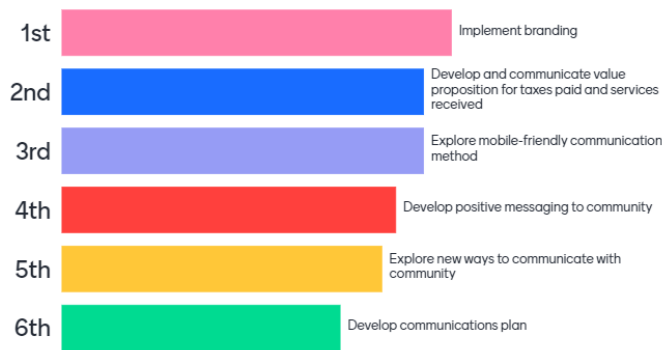 1st
Implement branding
2nd
Develop and communicate value
proposition for taxes paid and services
received
3rd
Explore mobile-friendly communication
method
4th
Develop positive messaging to community
5th
Explore new ways to communicate with
community
6th
Develop communications plan